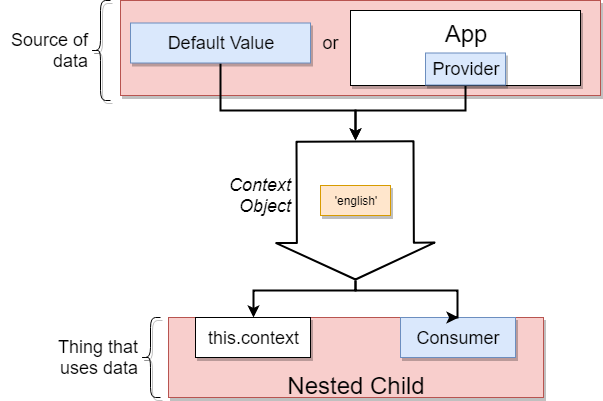 Source of
data
Default Value
or
App
Provider
Context
Object
'english'
Thing that
uses data
this.context
Consumer
Nested Child